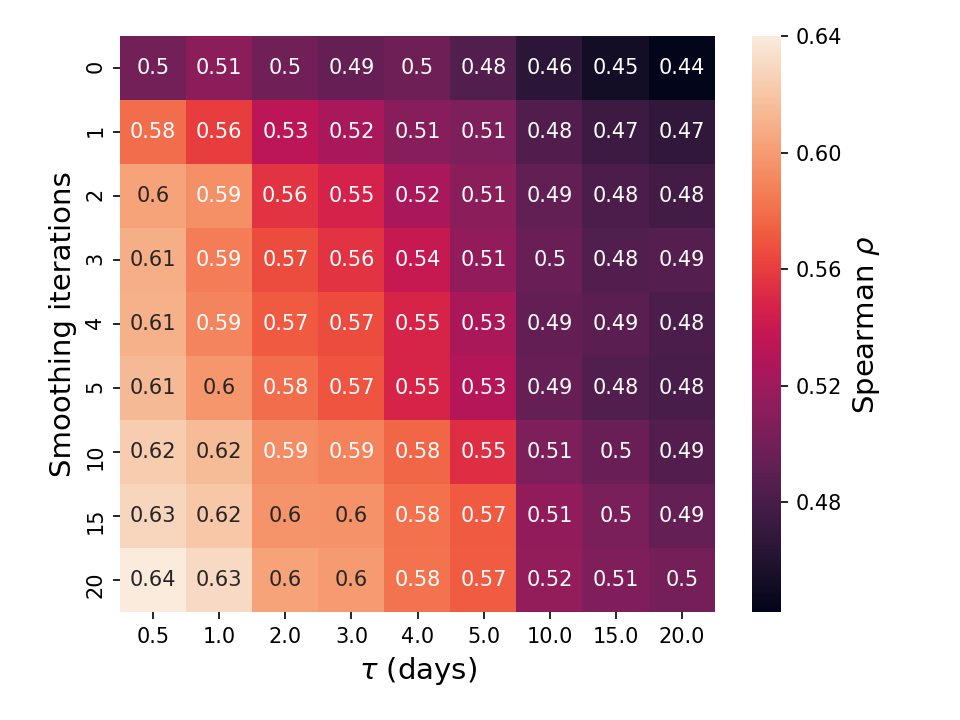 Smoothing iterations
0 0.5 0.51 0.5 0.49 0.5 0.48 0.46 0.45 0.44
1 0.58 0.56 0.53 0.52 0.51 0.51 0.48 0.47 0.47
2 0.6 0.59 0.56 0.55 0.52 0.51 0.49 0.48 0.48
3 0.61 0.59 0.57 0.56 0.54 0.51 0.5 0.48 0.49
4 0.61 0.59 0.57 0.57 0.55 0.53 0.49 0.49 0.48
5 0.61 0.6 0.58 0.57 0.55 0.53 0.49 0.48 0.48
10 0.62 0.62 0.59 0.59 0.58 0.55 0.51 0.5 0.49
15 0.63 0.62 0.6 0.6 0.58 0.57 0.51 0.5 0.49
20 0.64 0.63 0.6 0.6 0.58 0.57 0.52 0.51 0.5
0.5 1.0 2.0 3.0 4.0 5.0 10.0 15.0 20.0
τ (days)
0.64
0.60
0.56
0.52
0.48
Spearman ρ